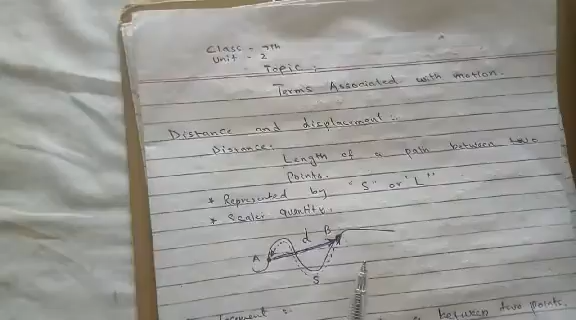 Class - 9th
Unit - 2
Topic :
Terms Associated with motion.
Distance and displacement :-
Distance.
Length of a path between two
Points.
* Represented by "S" or "L"
* Scaler quantity.
A d B
S
between two points.